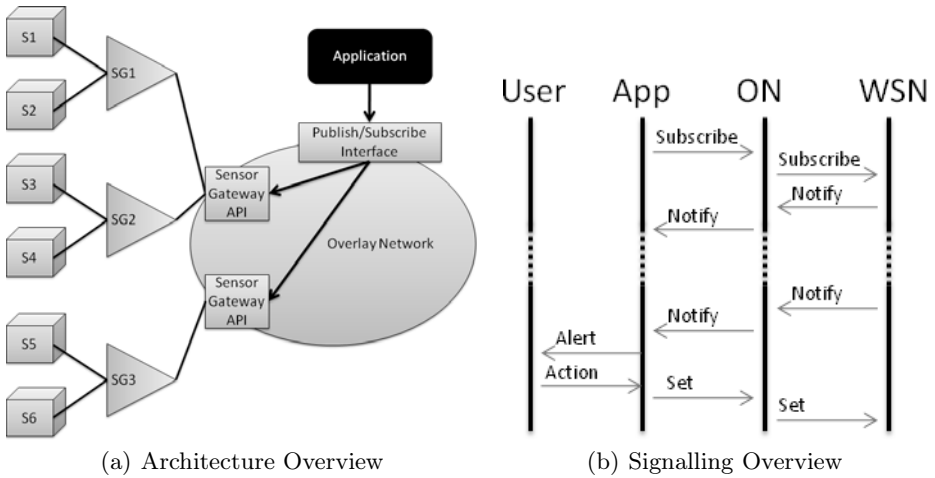 S1
S2
S3
S4
S5
S6
SG1
SG2
SG3
Application
Publish/Subscribe
Interface
Sensor
Gateway
API
Overlay Network
Sensor
Gateway
API
(a) Architecture Overview
User App ON WSN
Subscribe
Subscribe
Notify
Notify
Notify
Notify
Alert
Action
Set
Set
(b) Signalling Overview